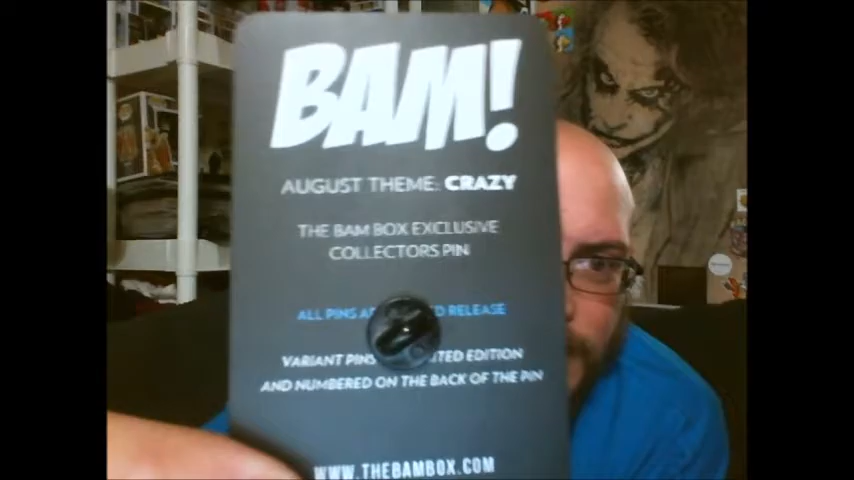 BAM!
AUGUST THEME: CRAZY
THE BAM BOX EXCLUSIVE
COLLECTORS PIN
ALL PINS RELEASE
VARIANT PINS EDITION
AND NUMBERED ON THE BACK OF THE PIN
WWW.THEBAMBOX.COM